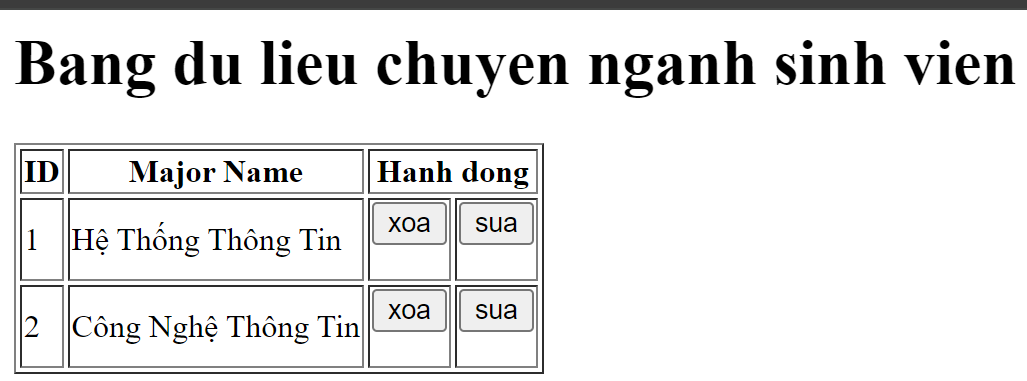 Bang du lieu chuyen nganh sinh vien
ID Major Name Hanh dong
1 Hệ Thống Thông Tin xoa sua
2 Công Nghệ Thông Tin xoa sua